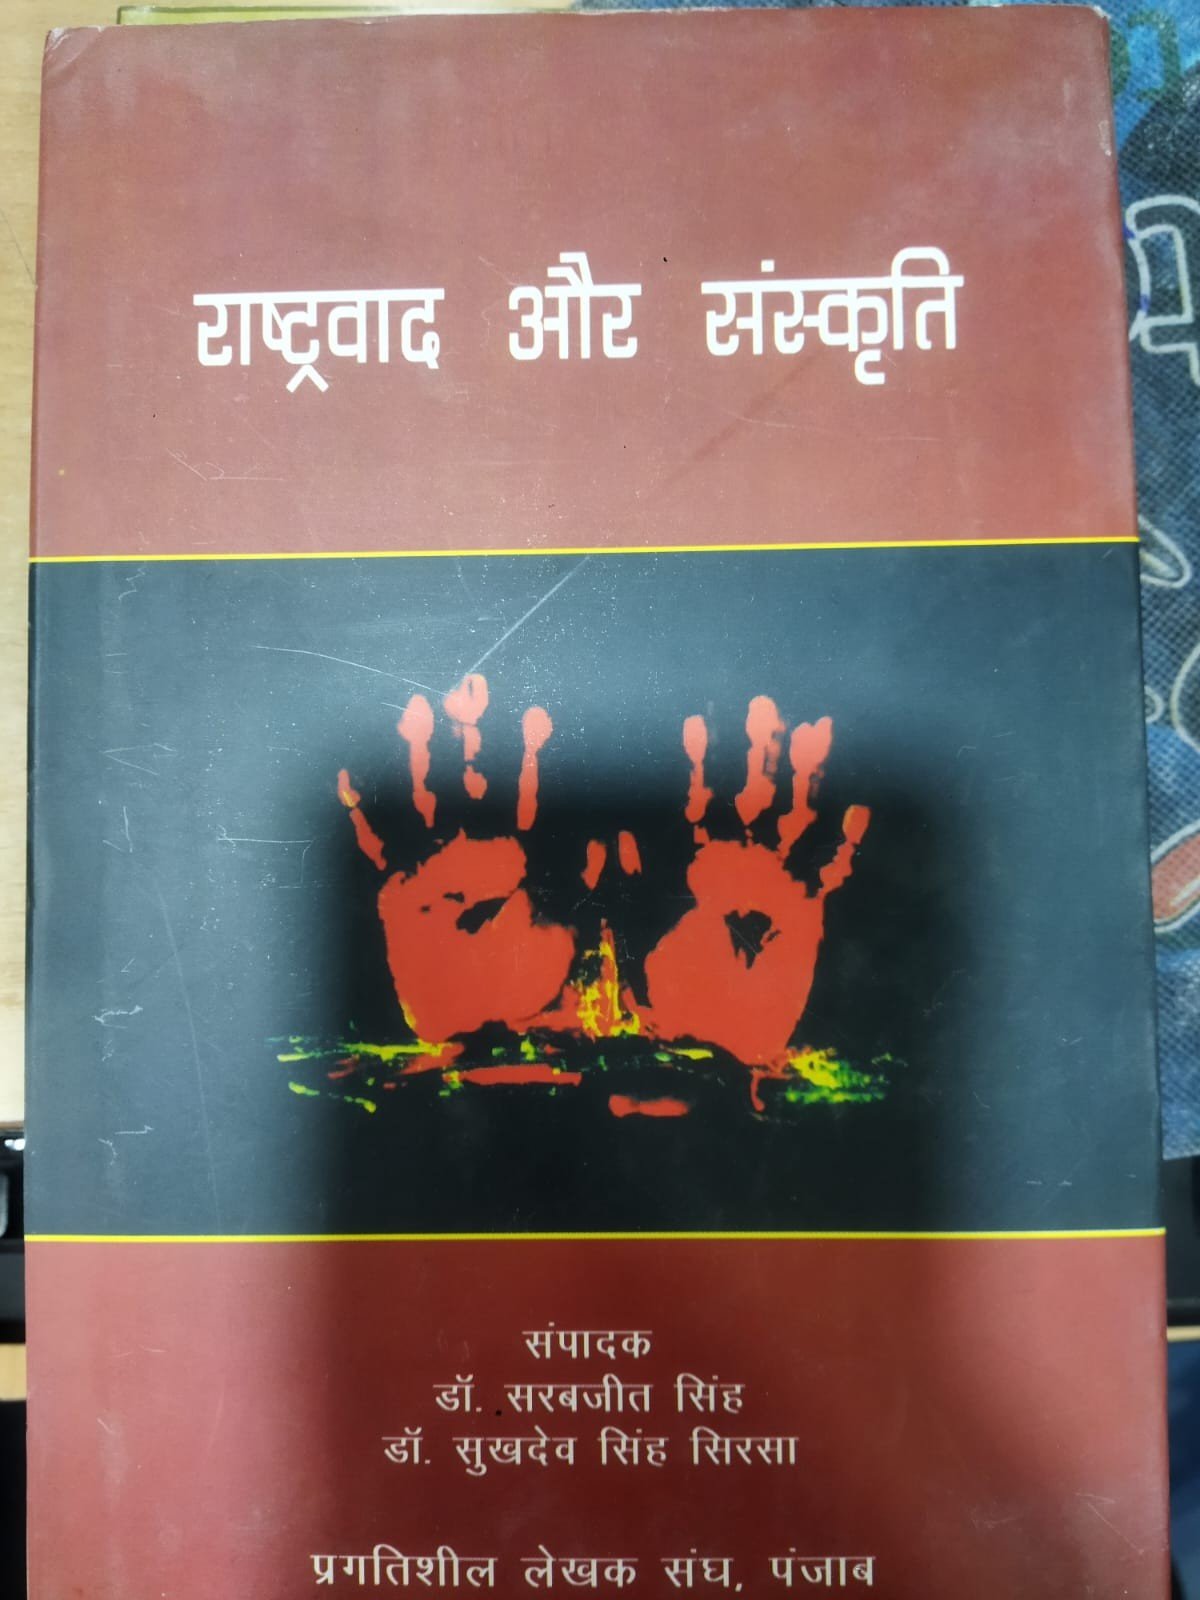 राष्ट्रवाद और संस्कृति
संपादक
डॉ. सरबजीत सिंह
डॉ. सुखदेव सिंह सिरसा
प्रगतिशील लेखक संघ, पंजाब